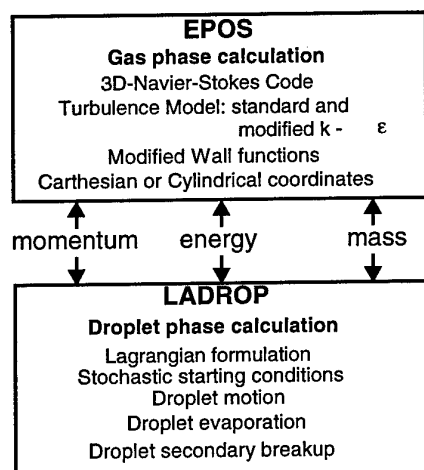 EPOS
Gas phase calculation
3D-Navier-Stokes Code
Turbulence Model: standard and
modified k - ε
Modified Wall functions
Carthesian or Cylindrical coordinates
momentum energy mass
LADROP
Droplet phase calculation
Lagrangian formulation
Stochastic starting conditions
Droplet motion
Droplet evaporation
Droplet secondary breakup